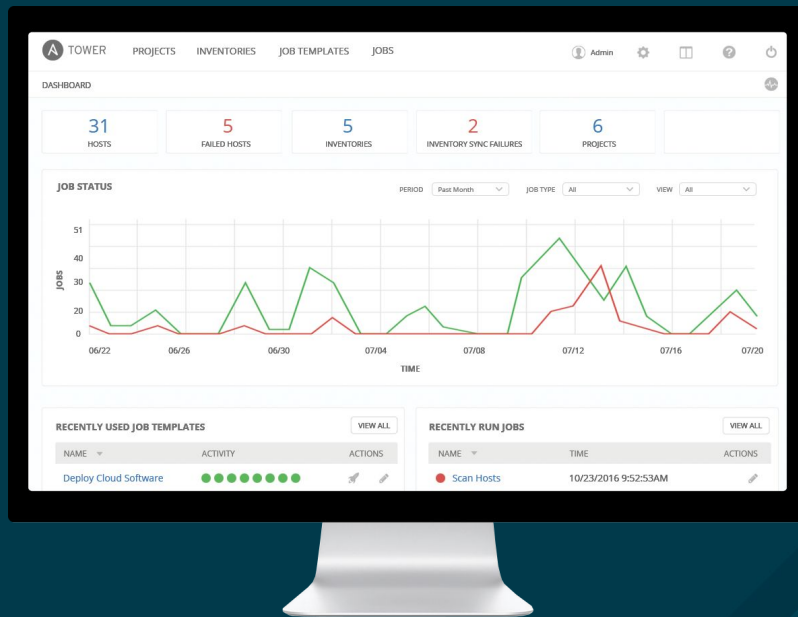 A TOWER PROJECTS INVENTORIES JOB TEMPLATES JOBS Admin ?
DASHBOARD
31 5 5 2 6
HOSTS FAILED HOSTS INVENTORIES INVENTORY SYNC FAILURES PROJECTS
JOB STATUS PERIOD Past Month JOB TYPE All VIEW All
51
40
30
20
0
JOBS
06/22 06/26 06/30 07/04 07/08 07/12 07/16 07/20
TIME
RECENTLY USED JOB TEMPLATES VIEW ALL RECENTLY RUN JOBS VIEW ALL
NAME ACTIVITY ACTIONS NAME TIME ACTIONS
Deploy Cloud Software Scan Hosts 10/23/2016 9:52:53AM